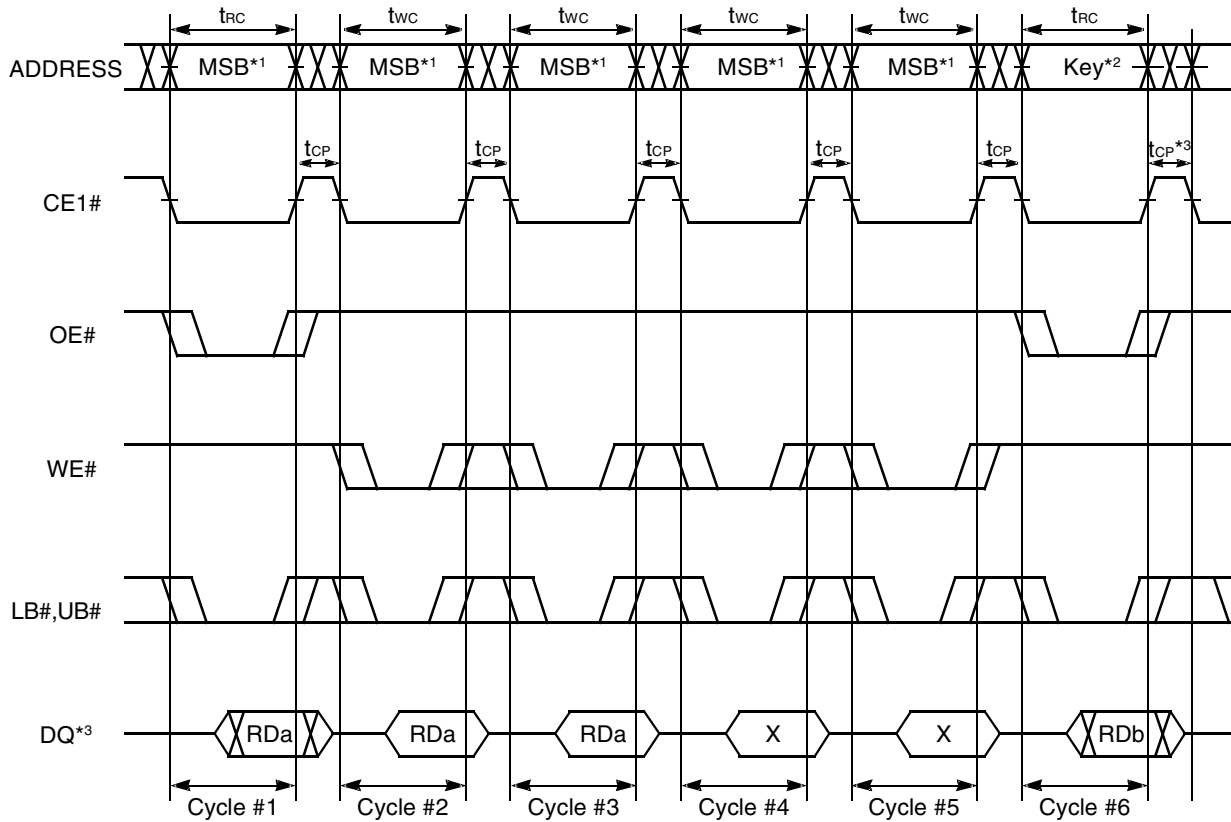 tRC tWC tWC tWC tWC tRC
ADDRESS MSB*1 MSB*1 MSB*1 MSB*1 MSB*1 Key*2
tCP tCP tCP tCP tCP tCP*3
CE1#
OE#
WE#
LB#,UB#
DQ*3 RDa RDa RDa X X RDb
Cycle #1 Cycle #2 Cycle #3 Cycle #4 Cycle #5 Cycle #6